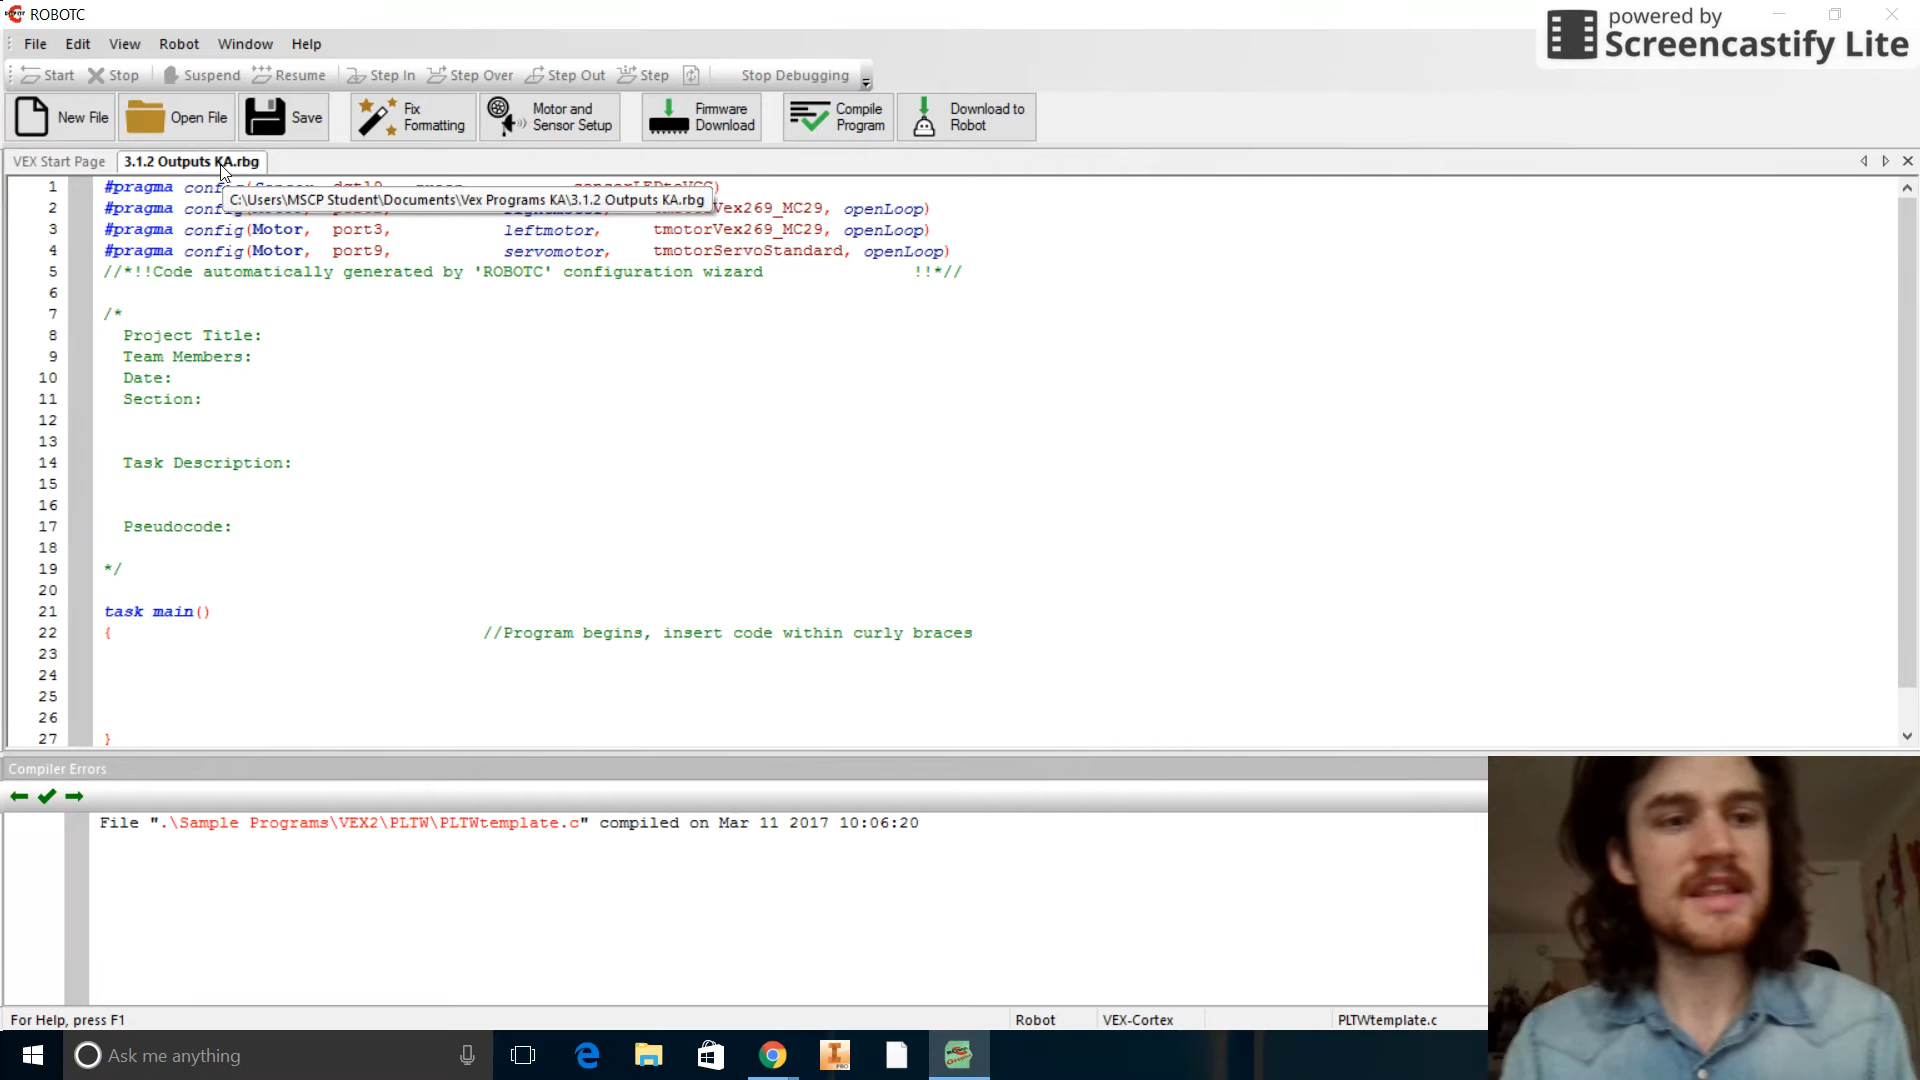 ROBOTC
powered by
Screencastify Lite
File Edit View Robot Window Help
Start Stop Suspend Resume Step In Step Over Step Out Step Stop Debugging
New File Open File Save Fix Formatting Motor and Sensor Setup Firmware Download Compile Program Download to Robot
VEX Start Page 3.1.2 Outputs KA.rbg
1 #pragma config(Sensor,
C:\Users\MSCP Student\Documents\Vex Programs KA\3.1.2 Outputs KA.rbg
2 #pragma config tmotorVex269_MC29, openLoop)
3 #pragma config(Motor, port3, leftmotor, tmotorVex269_MC29, openLoop)
4 #pragma config(Motor, port9, servomotor, tmotorServoStandard, openLoop)
5 //*!!Code automatically generated by 'ROBOTC' configuration wizard !!*//
6
7 /*
8 Project Title:
9 Team Members:
10 Date:
11 Section:
12
13
14 Task Description:
15
16
17 Pseudocode:
18
19 */
20
21 task main()
22 { //Program begins, insert code within curly braces
23
24
25
26
27 }
Compiler Errors
File ".\Sample Programs\VEX2\PLTW\PLTWtemplate.c" compiled on Mar 11 2017 10:06:20
For Help, press F1 Robot VEX-Cortex PLTWtemplate.c
Ask me anything